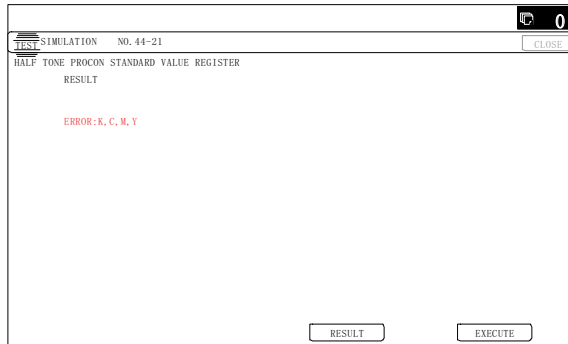 0
TEST SIMULATION NO. 44-21
CLOSE
HALF TONE PROCON STANDARD VALUE REGISTER
RESULT
ERROR:K, C, M, Y
RESULT EXECUTE